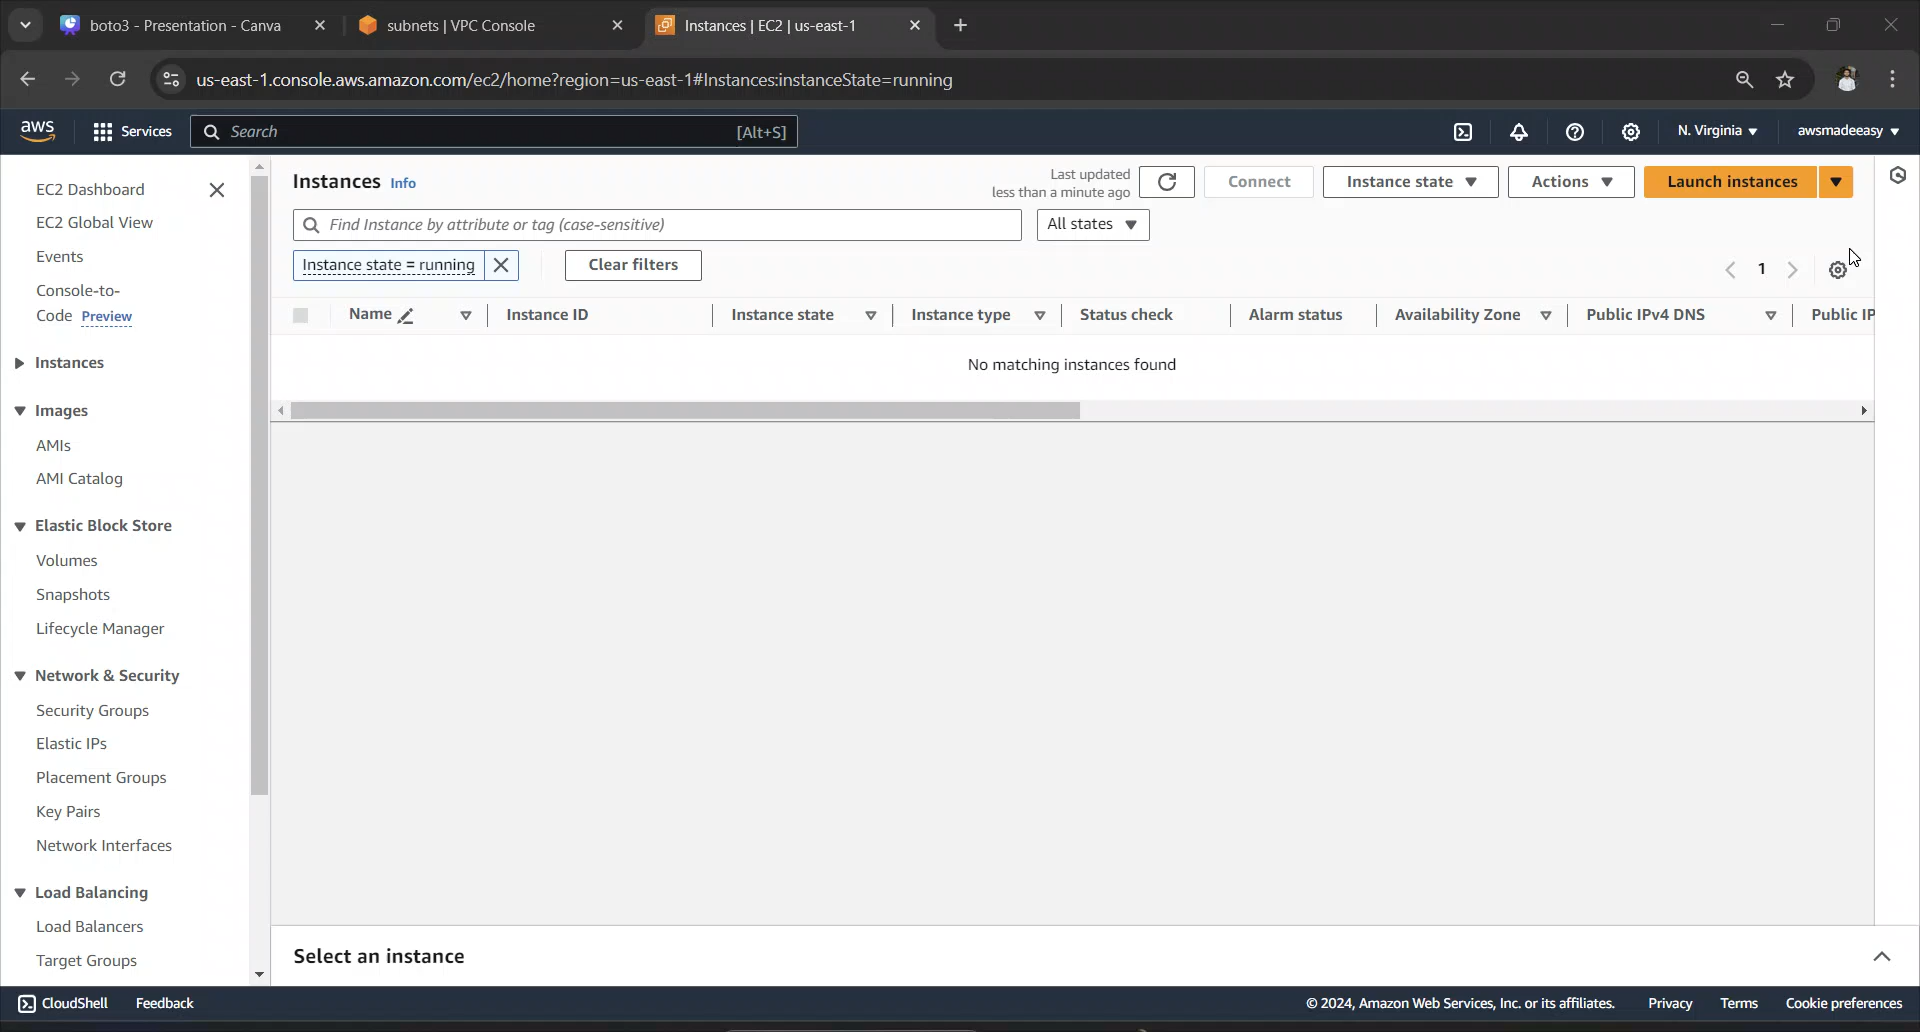 boto3 - Presentation - Canva
subnets | VPC Console
Instances | EC2 | us-east-1
us-east-1.console.aws.amazon.com/ec2/home?region=us-east-1#Instances:instanceState=running
aws
Services
Search
[Alt+S]
N. Virginia
awsmadeeasy
EC2 Dashboard
EC2 Global View
Events
Console-to-
Code Preview
Instances
Images
AMIs
AMI Catalog
Elastic Block Store
Volumes
Snapshots
Lifecycle Manager
Network & Security
Security Groups
Elastic IPs
Placement Groups
Key Pairs
Network Interfaces
Load Balancing
Load Balancers
Target Groups
Instances Info
Last updated
less than a minute ago
Connect
Instance state
Actions
Launch instances
Find Instance by attribute or tag (case-sensitive)
All states
Instance state = running
Clear filters
1
Name
Instance ID
Instance state
Instance type
Status check
Alarm status
Availability Zone
Public IPv4 DNS
Public IP
No matching instances found
Select an instance
CloudShell
Feedback
© 2024, Amazon Web Services, Inc. or its affiliates.
Privacy
Terms
Cookie preferences